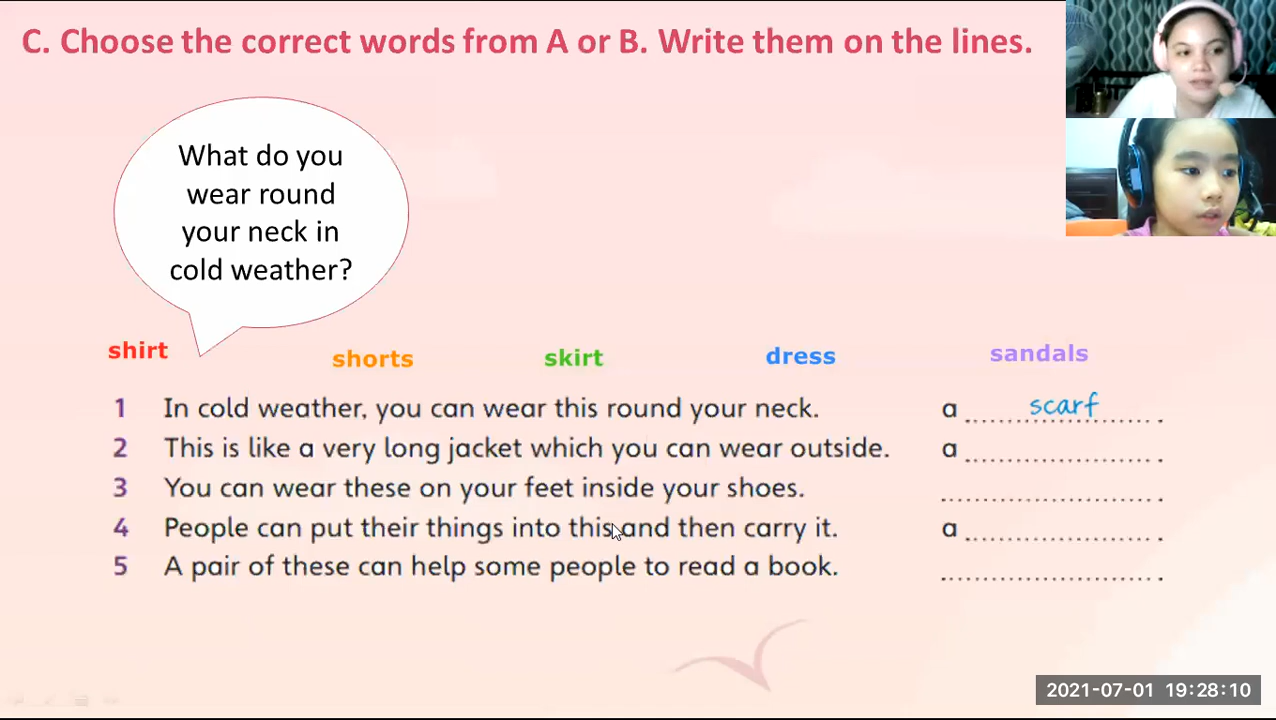 C. Choose the correct words from A or B. Write them on the lines.
What do you
wear round
your neck in
cold weather?
shirt shorts skirt dress sandals
1 In cold weather, you can wear this round your neck. a scarf
2 This is like a very long jacket which you can wear outside. a
3 You can wear these on your feet inside your shoes.
4 People can put their things into this and then carry it. a
5 A pair of these can help some people to read a book.
2021-07-01 19:28:10